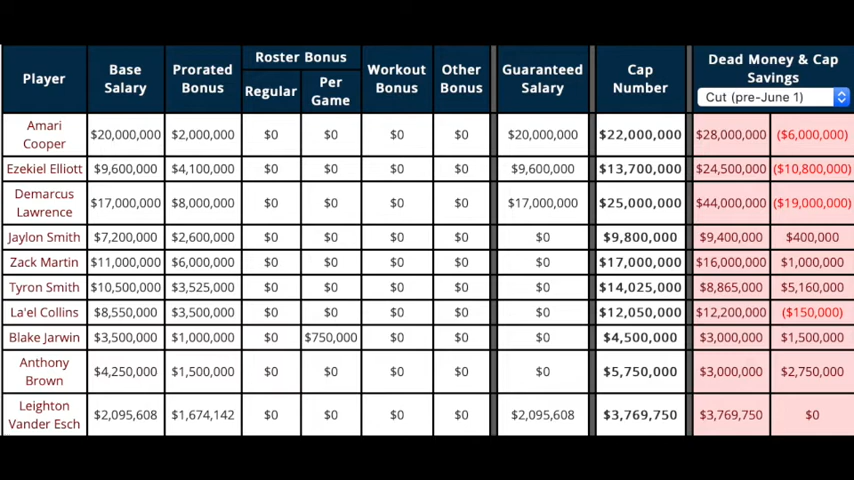 Player Base Salary Prorated Bonus Roster Bonus Regular Per Game Workout Bonus Other Bonus Guaranteed Salary Cap Number Dead Money & Cap Savings
Cut (pre-June 1)
Amari Cooper $20,000,000 $2,000,000 $0 $0 $0 $0 $20,000,000 $22,000,000 $28,000,000 ($6,000,000)
Ezekiel Elliott $9,600,000 $4,100,000 $0 $0 $0 $0 $9,600,000 $13,700,000 $24,500,000 ($10,800,000)
Demarcus Lawrence $17,000,000 $8,000,000 $0 $0 $0 $0 $17,000,000 $25,000,000 $44,000,000 ($19,000,000)
Jaylon Smith $7,200,000 $2,600,000 $0 $0 $0 $0 $0 $9,800,000 $9,400,000 $400,000
Zack Martin $11,000,000 $6,000,000 $0 $0 $0 $0 $0 $17,000,000 $16,000,000 $1,000,000
Tyron Smith $10,500,000 $3,525,000 $0 $0 $0 $0 $0 $14,025,000 $8,865,000 $5,160,000
La'el Collins $8,550,000 $3,500,000 $0 $0 $0 $0 $0 $12,050,000 $12,200,000 ($150,000)
Blake Jarwin $3,500,000 $1,000,000 $0 $750,000 $0 $0 $0 $4,500,000 $3,000,000 $1,500,000
Anthony Brown $4,250,000 $1,500,000 $0 $0 $0 $0 $0 $5,750,000 $3,000,000 $2,750,000
Leighton Vander Esch $2,095,608 $1,674,142 $0 $0 $0 $0 $2,095,608 $3,769,750 $3,769,750 $0